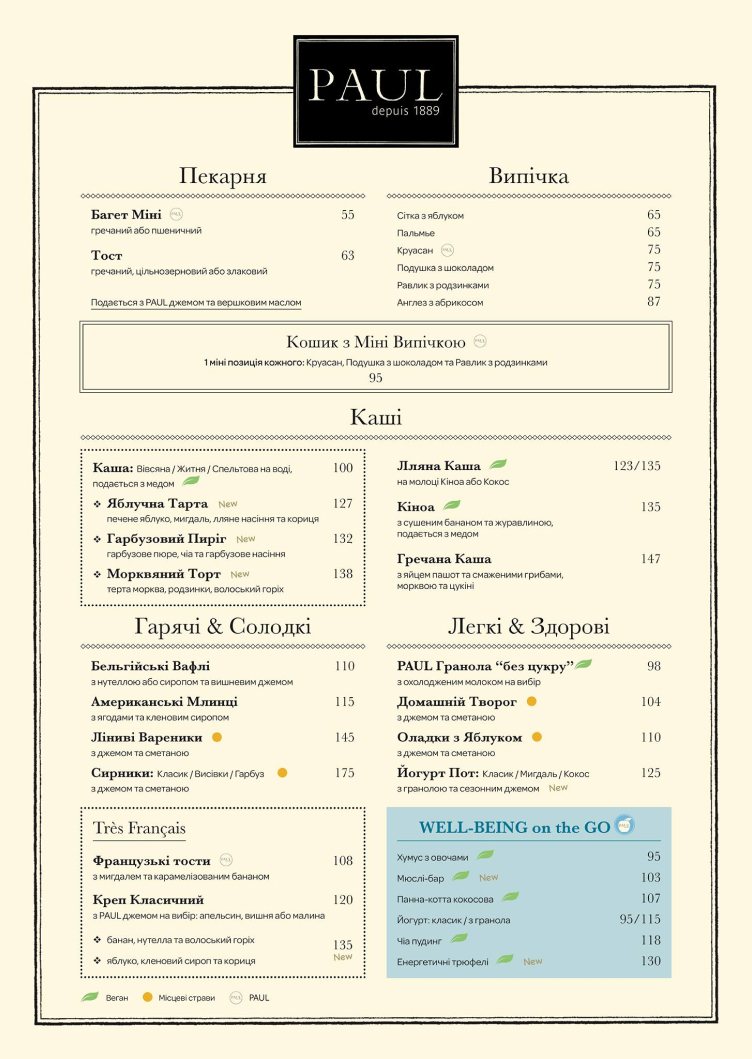 PAUL
depuis 1889
Пекарня
Багет Міні PAUL 55
гречаний або пшеничний
Тост 63
гречаний, цільнозерновий або злаковий
Подається з PAUL джемом та вершковим маслом
Випічка
Сітка з яблуком 65
Пальмье 65
Круасан PAUL 75
Подушка з шоколадом 75
Равлик з родзинками 75
Англез з абрикосом 87
Кошик з Міні Випічкою PAUL
1 міні позиція кожного: Круасан, Подушка з шоколадом та Равлик з родзинками
95
Каші
Каша: Вівсяна / Житня / Спельтова на воді, 100
подається з медом
❖ Яблучна Тарта New 127
печене яблуко, мигдаль, лляне насіння та кориця
❖ Гарбузовий Пиріг New 132
гарбузове пюре, чіа та гарбузове насіння
❖ Морквяний Торт New 138
терта морква, родзинки, волоський горіх
Лляна Каша 123/135
на молоці Кіноа або Кокос
Кіноа 135
з сушеним бананом та журавлиною,
подається з медом
Гречана Каша 147
з яйцем пашот та смаженими грибами,
морквою та цукіні
Гарячі & Солодкі
Бельгійські Вафлі 110
з нутеллою або сиропом та вишневим джемом
Американські Млинці 115
з ягодами та кленовим сиропом
Ліниві Вареники 145
з джемом та сметаною
Сирники: Класик / Висівки / Гарбуз 175
з джемом та сметаною
Легкі & Здорові
PAUL Гранола “без цукру” 98
з охолодженим молоком на вибір
Домашній Творог 104
з джемом та сметаною
Оладки з Яблуком 110
з джемом та сметаною
Йогурт Пот: Класик / Мигдаль / Кокос 125
з гранолою та сезонним джемом New
Très Français
Французькі тости PAUL 108
з мигдалем та карамелізованим бананом
Креп Класичний 120
з PAUL джемом на вибір: апельсин, вишня або малина
❖ банан, нутелла та волоський горіх 135
❖ яблуко, кленовий сироп та кориця New
WELL-BEING on the GO PAUL
Хумус з овочами 95
Мюслі-бар New 103
Панна-котта кокосова 107
Йогурт: класик / з гранола 95/115
Чіа пудинг 118
Енергетичні трюфелі New 130
Веган Місцеві страви PAUL PAUL